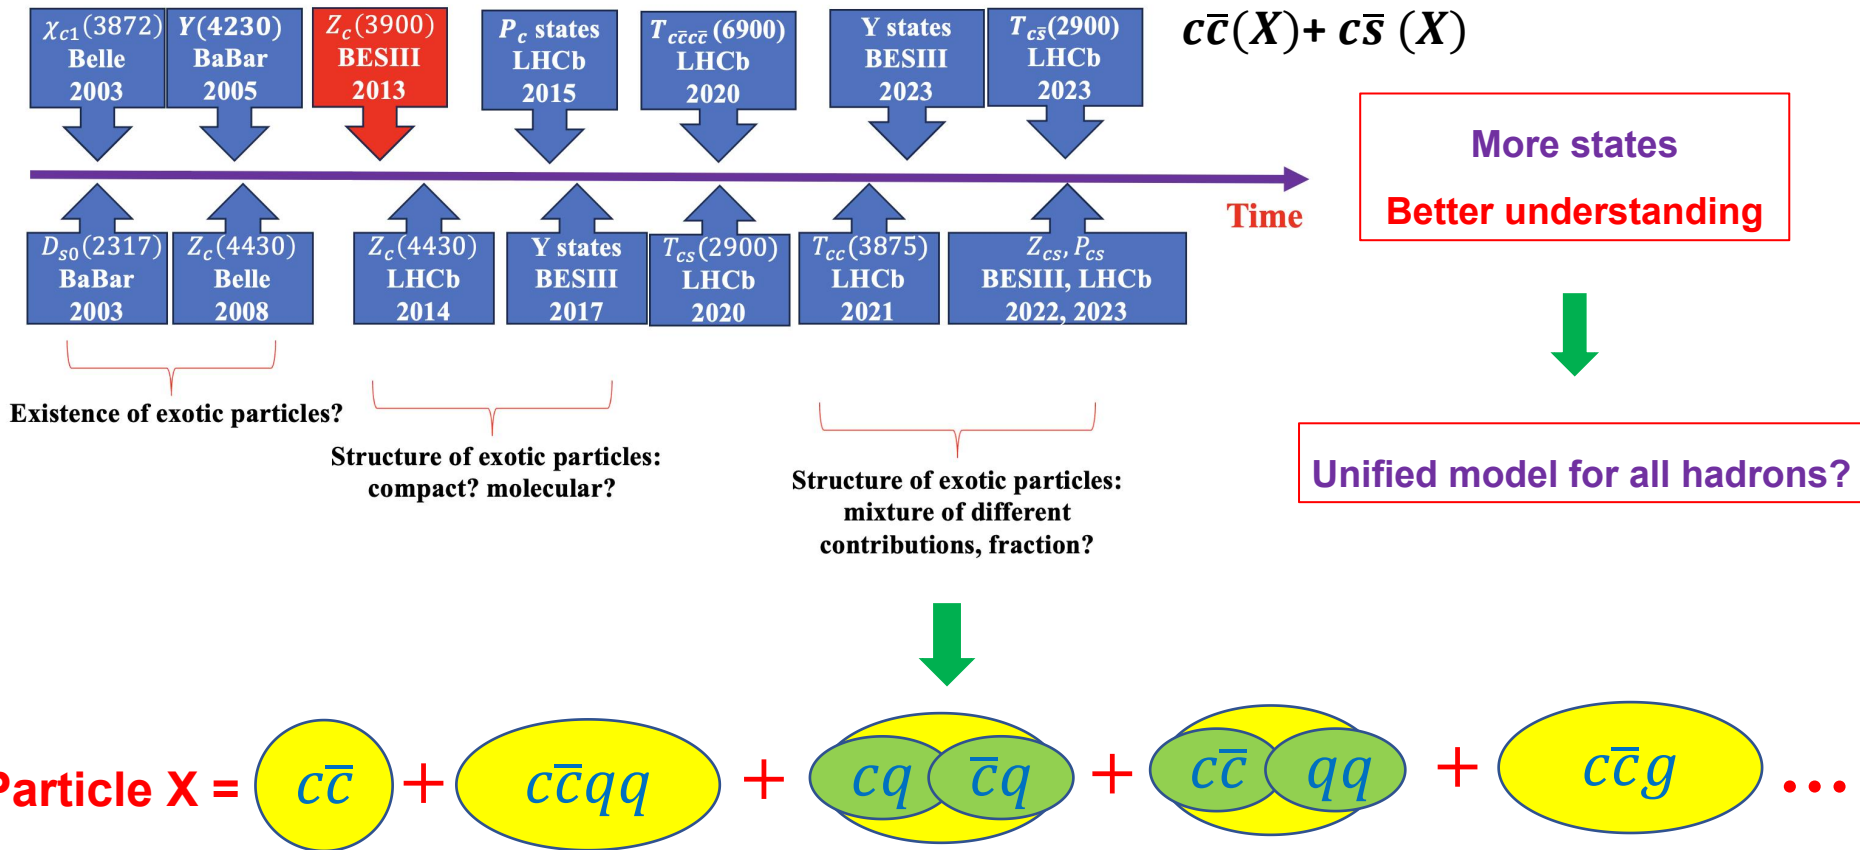 χc1(3872)
Belle
2003
Y(4230)
BaBar
2005
Zc(3900)
BESIII
2013
Pc states
LHCb
2015
Tcc̄cc̄(6900)
LHCb
2020
Y states
BESIII
2023
Tcs̄(2900)
LHCb
2023
cc̄(X)+ cs̄ (X)
Time
Ds0(2317)
BaBar
2003
Zc(4430)
Belle
2008
Zc(4430)
LHCb
2014
Y states
BESIII
2017
Tcs(2900)
LHCb
2020
Tcc(3875)
LHCb
2021
Zcs, Pcs
BESIII, LHCb
2022, 2023
More states
Better understanding
Existence of exotic particles?
Structure of exotic particles:
compact? molecular?
Structure of exotic particles:
mixture of different
contributions, fraction?
Unified model for all hadrons?
Particle X = cc̄ + cc̄qq + cq c̄q + cc̄ qq + cc̄g ...